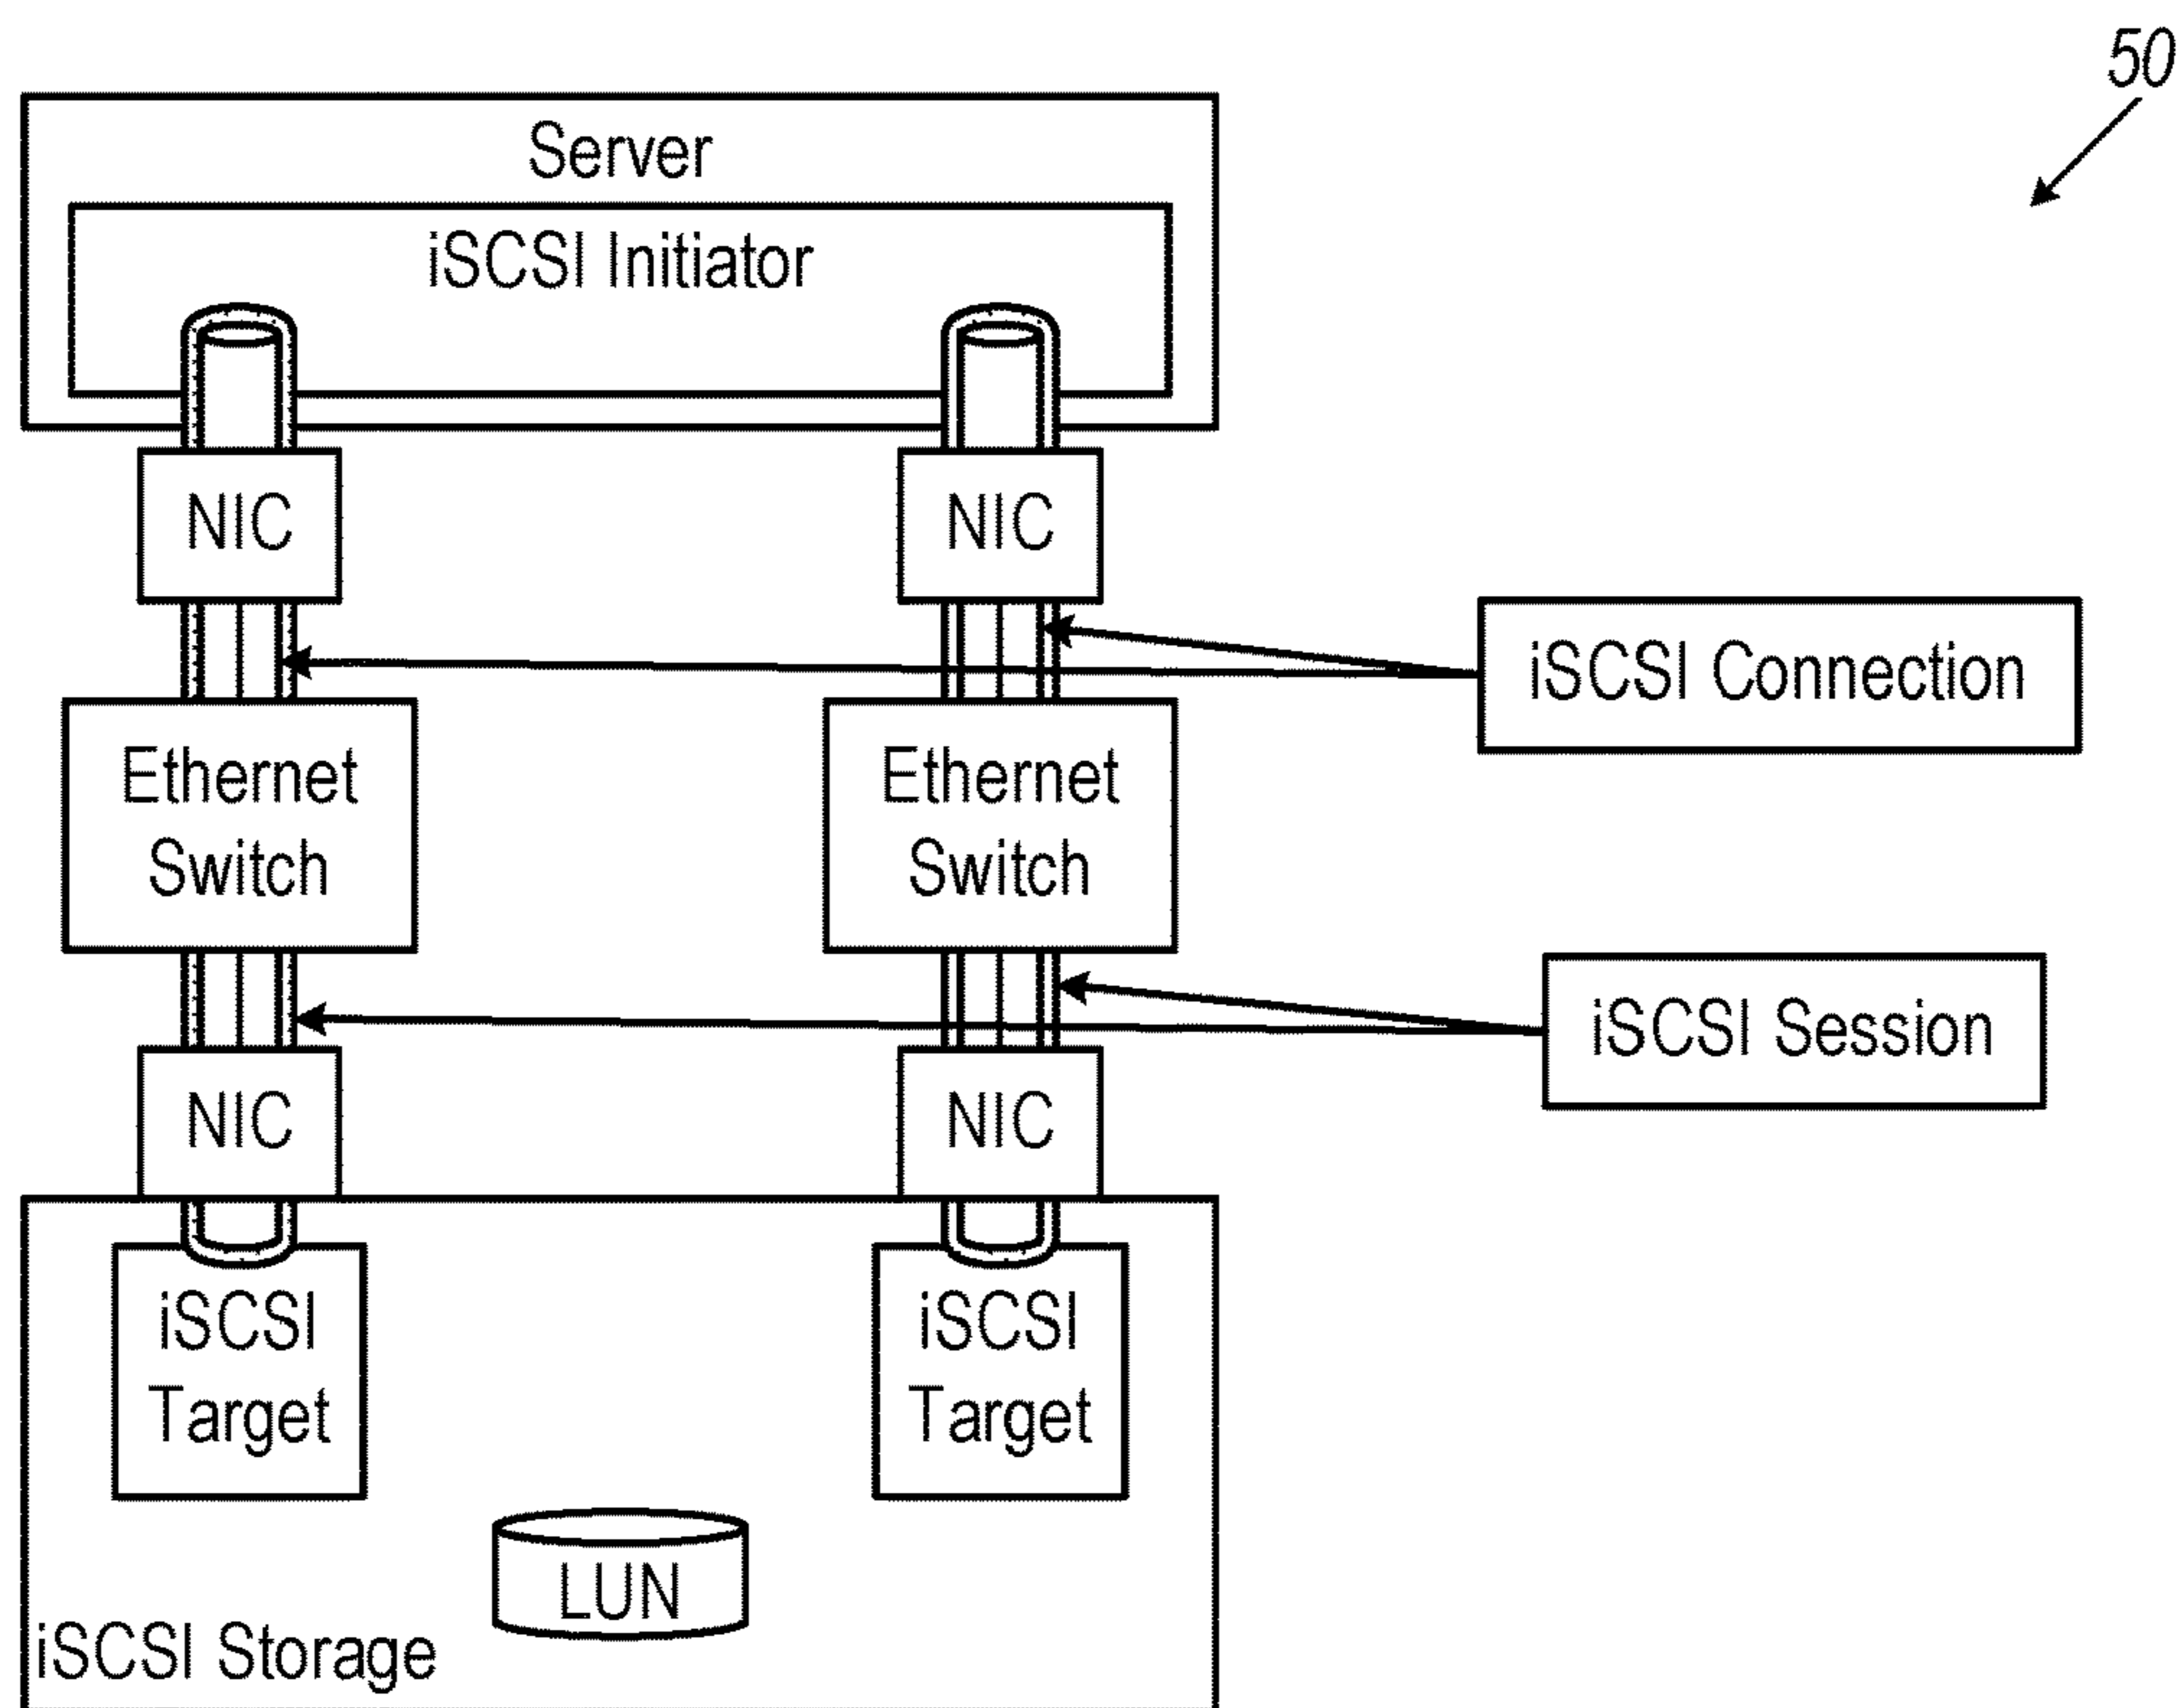 50
Server
iSCSI Initiator
NIC
NIC
iSCSI Connection
Ethernet
Switch
Ethernet
Switch
iSCSI Session
NIC
NIC
iSCSI
Target
iSCSI
Target
LUN
iSCSI Storage